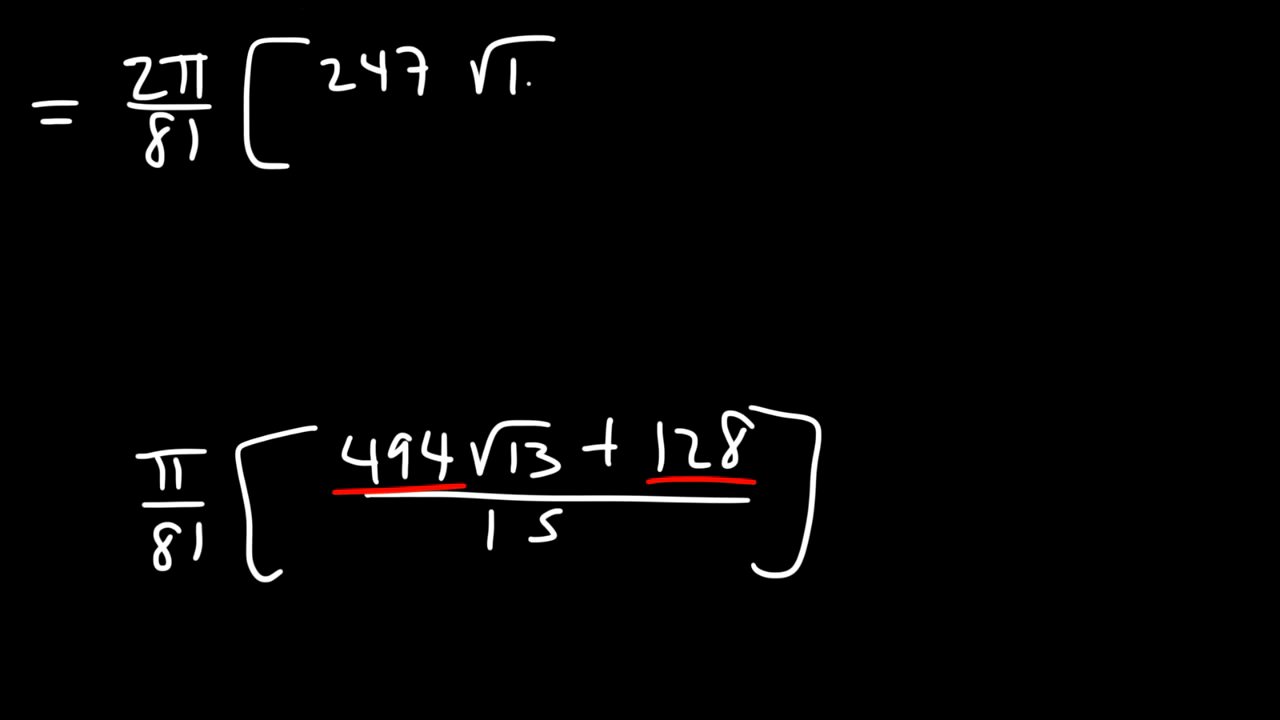 = 2π/81 [ 247 √1.
π/81 [ (494√13 + 128)/15 ]